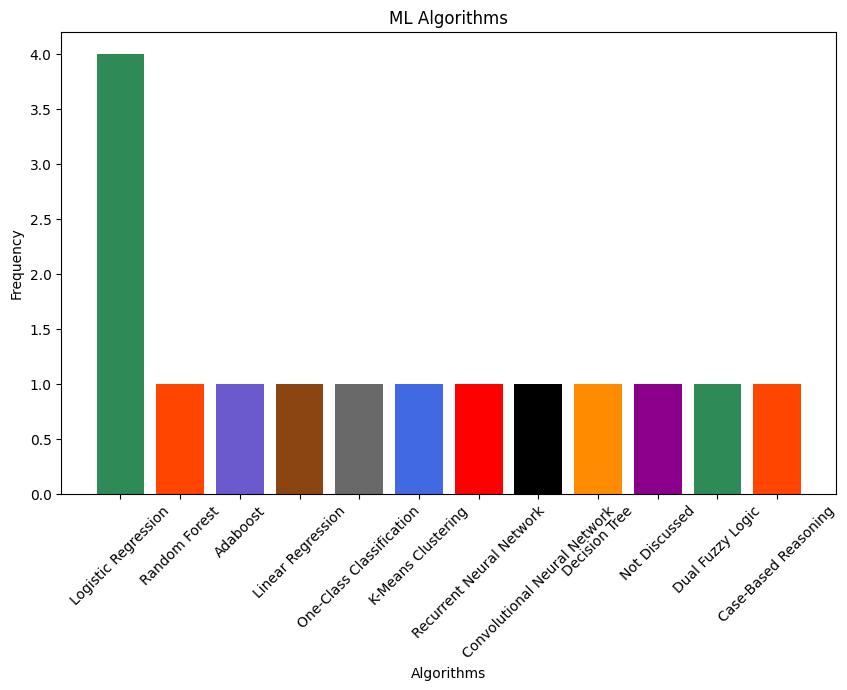 ML Algorithms
Frequency
4.0
3.5
3.0
2.5
2.0
1.5
1.0
0.5
0.0
Logistic Regression
Random Forest
Adaboost
Linear Regression
One-Class Classification
K-Means Clustering
Recurrent Neural Network
Convolutional Neural Network
Decision Tree
Not Discussed
Dual Fuzzy Logic
Case-Based Reasoning
Algorithms